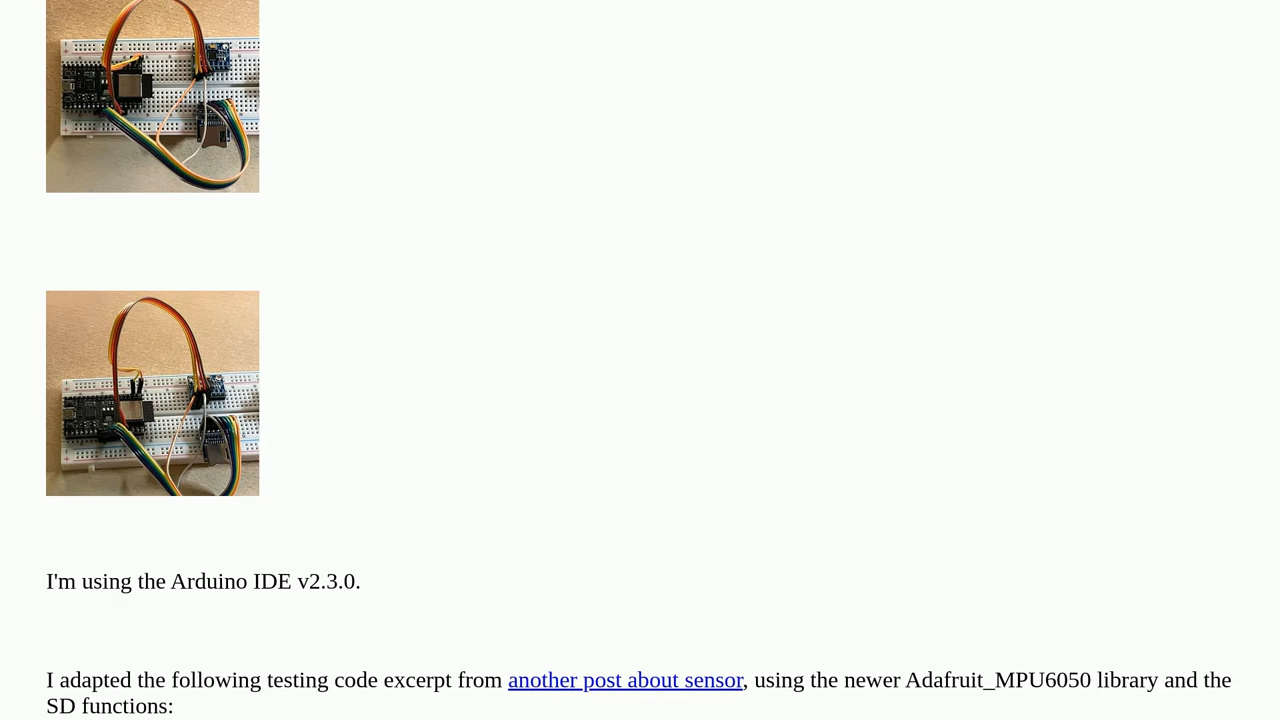 I'm using the Arduino IDE v2.3.0.
I adapted the following testing code excerpt from another post about sensor, using the newer Adafruit_MPU6050 library and the
SD functions: